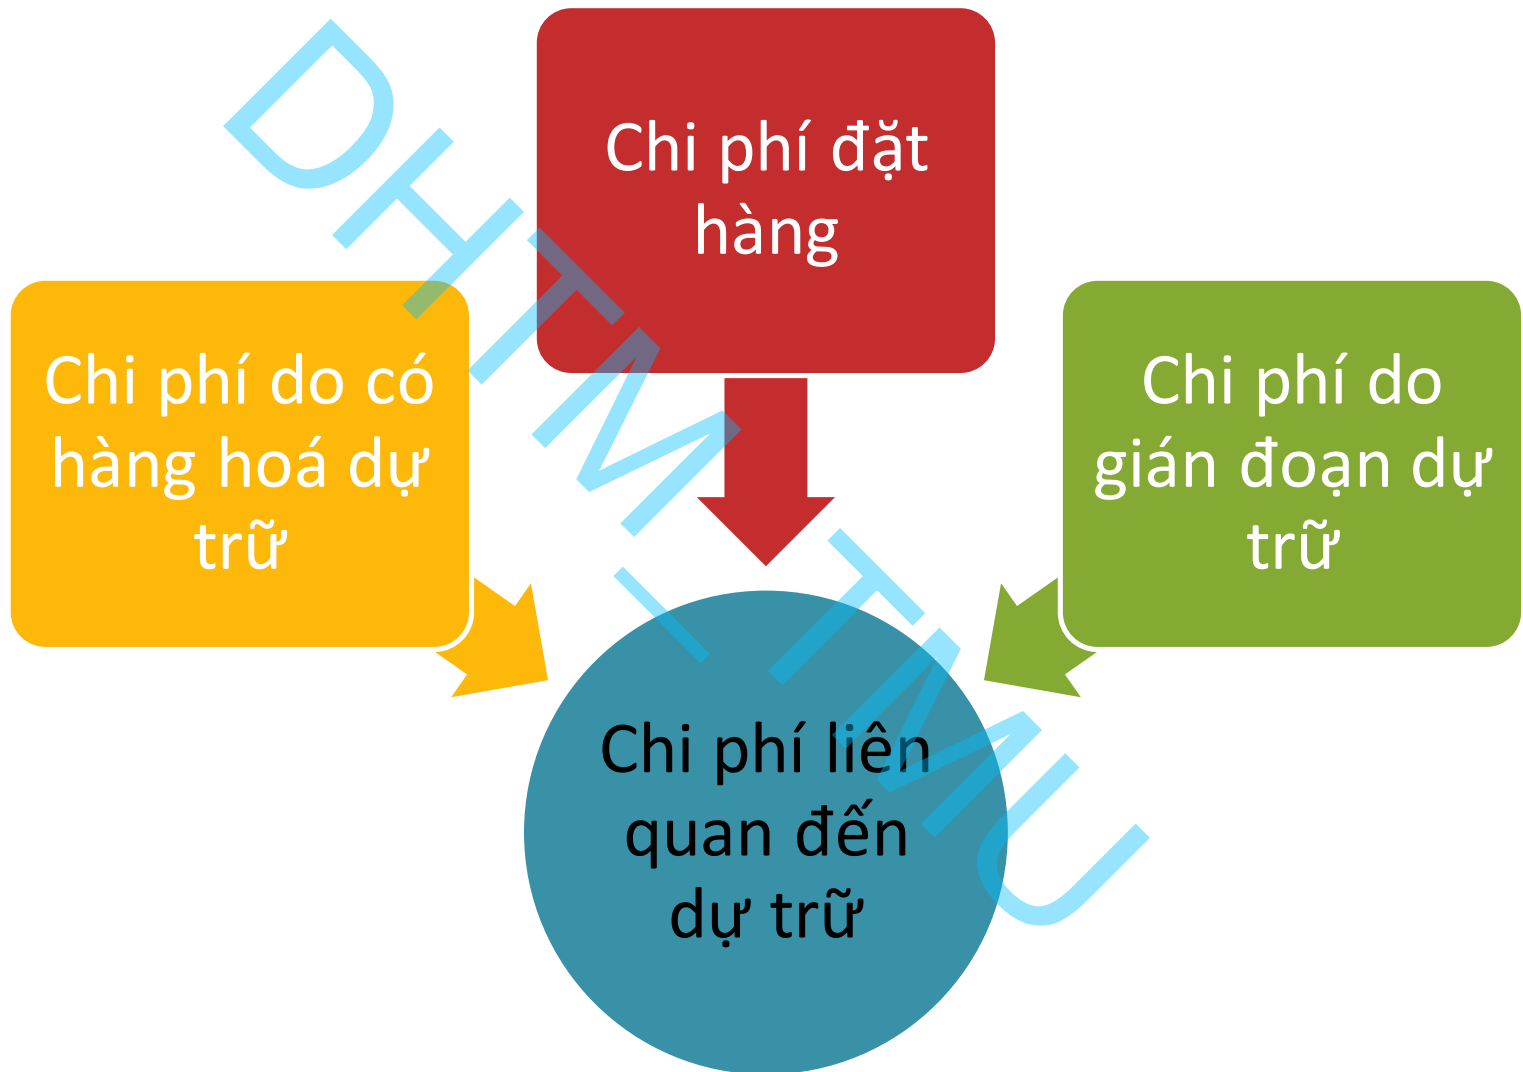 Chi phí đặt
hàng
Chi phí do có
hàng hoá dự
trữ
Chi phí do
gián đoạn dự
trữ
Chi phí liên
quan đến
dự trữ
DHTM_TMU